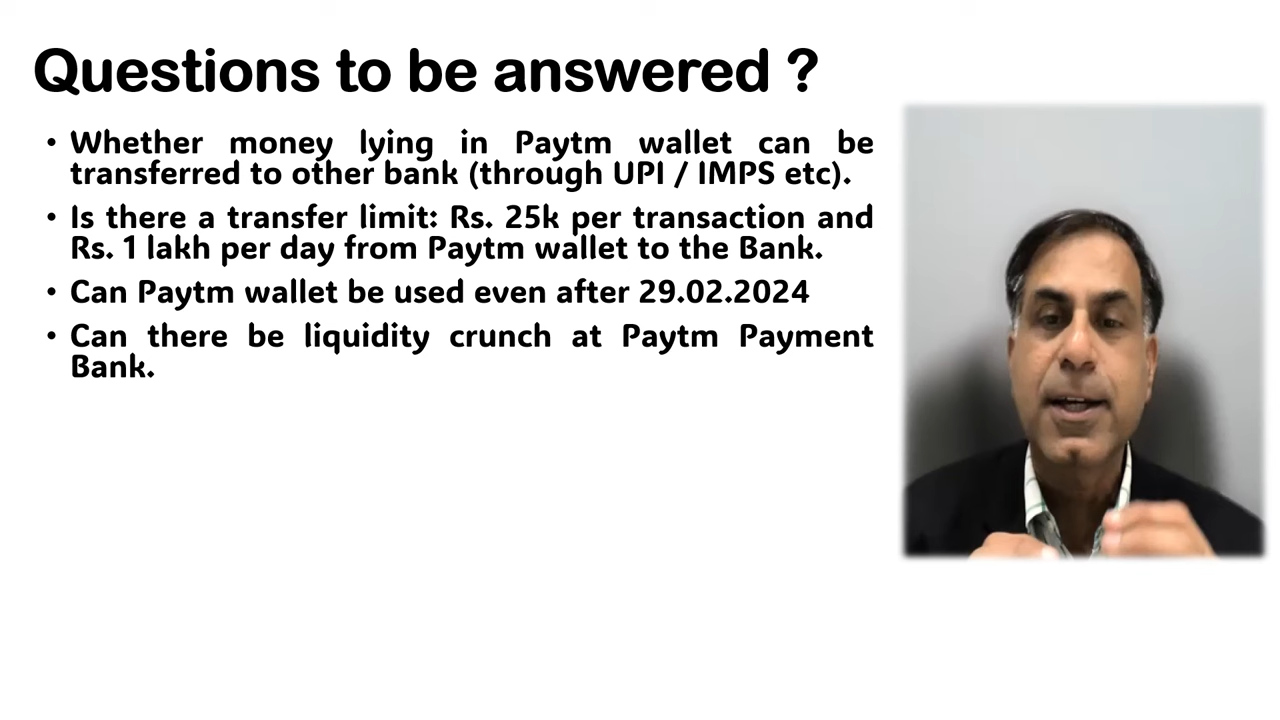 Questions to be answered ?
• Whether money lying in Paytm wallet can be
transferred to other bank (through UPI / IMPS etc).
• Is there a transfer limit: Rs. 25k per transaction and
Rs. 1 lakh per day from Paytm wallet to the Bank.
• Can Paytm wallet be used even after 29.02.2024
• Can there be liquidity crunch at Paytm Payment
Bank.